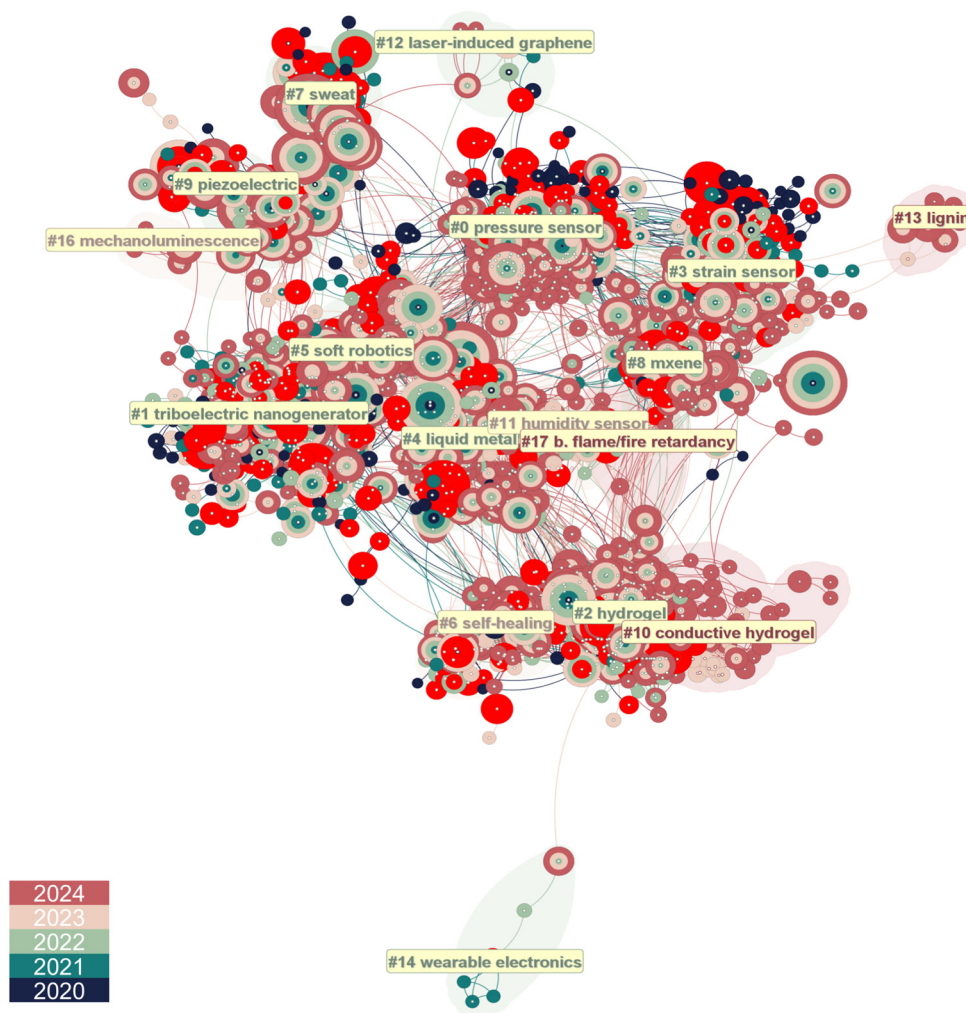 #12 laser-induced graphene
#7 sweat
#9 piezoelectric
#13 lignin
#0 pressure sensor
#16 mechanoluminescence
#3 strain sensor
#5 soft robotics
#8 mxene
#1 triboelectric nanogenerator
#11 humidity sensor
#4 liquid metal
#17 b. flame/fire retardancy
#2 hydrogel
#6 self-healing
#10 conductive hydrogel
#14 wearable electronics
2024
2023
2022
2021
2020